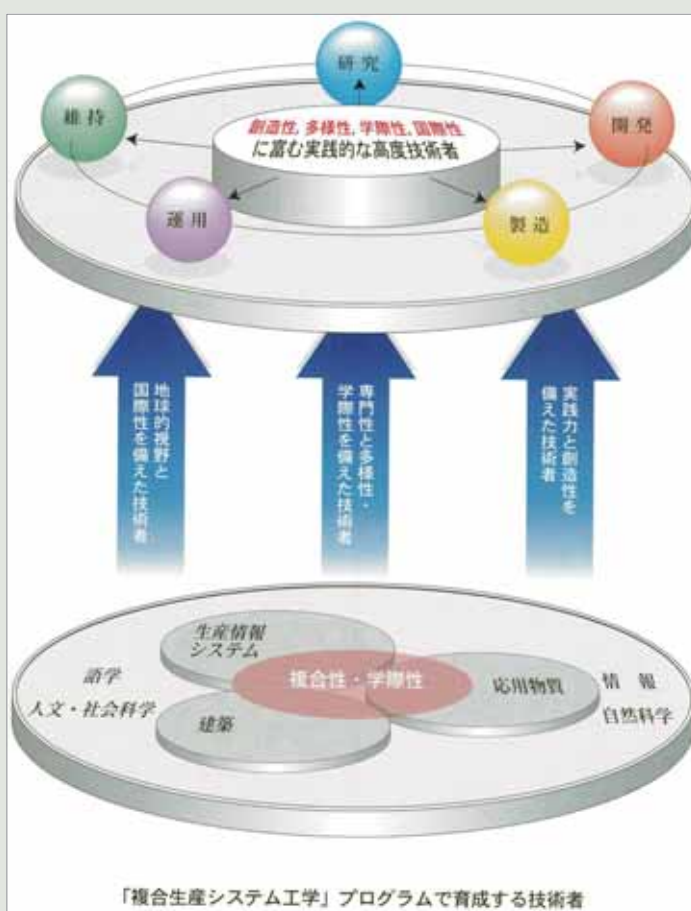 研究
維持
開発
創造性, 多様性, 学際性, 国際性
に富む実践的な高度技術者
運用
製造
地球的視野と
国際性を備えた技術者
専門性と多様性・
学際性を備えた技術者
実践力と創造性を
備えた技術者
生産情報
システム
語学
人文・社会科学
複合性・学際性
応用物質
情報
自然科学
建築
「複合生産システム工学」プログラムで育成する技術者